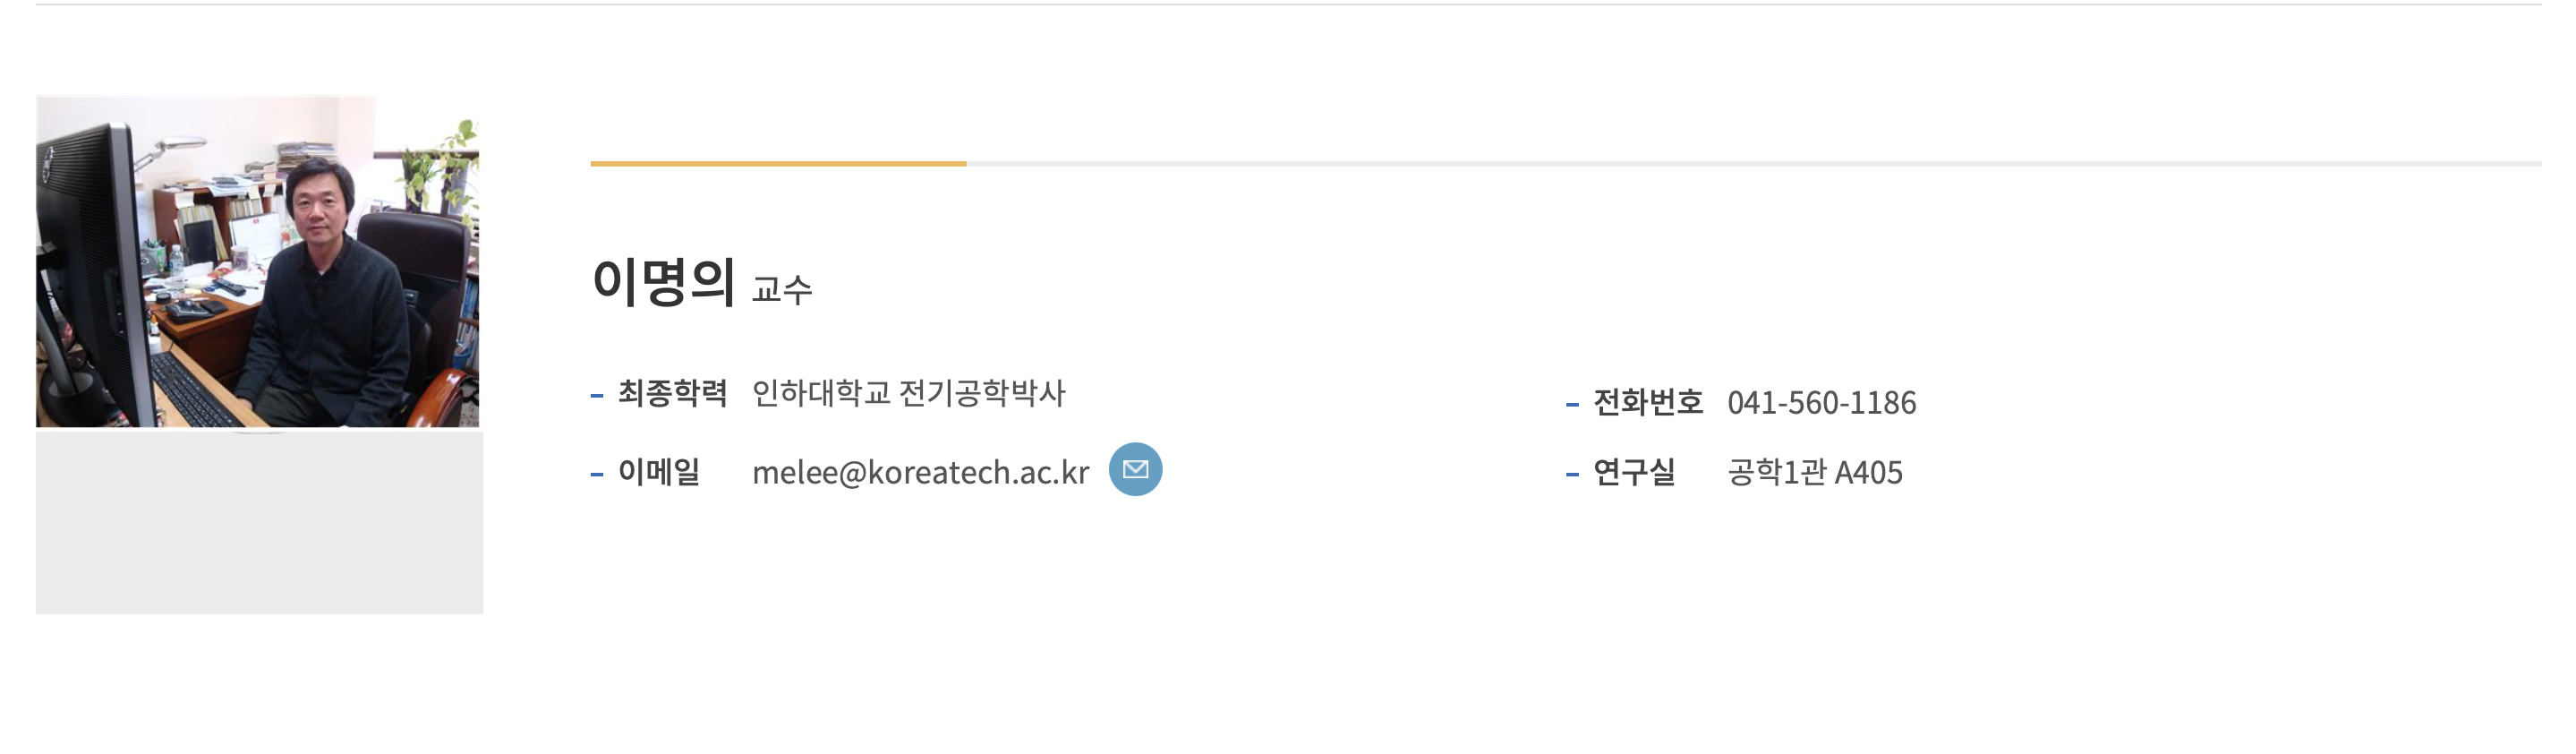 이명의 교수
최종학력 인하대학교 전기공학박사
전화번호 041-560-1186
이메일 melee@koreatech.ac.kr
연구실 공학1관 A405